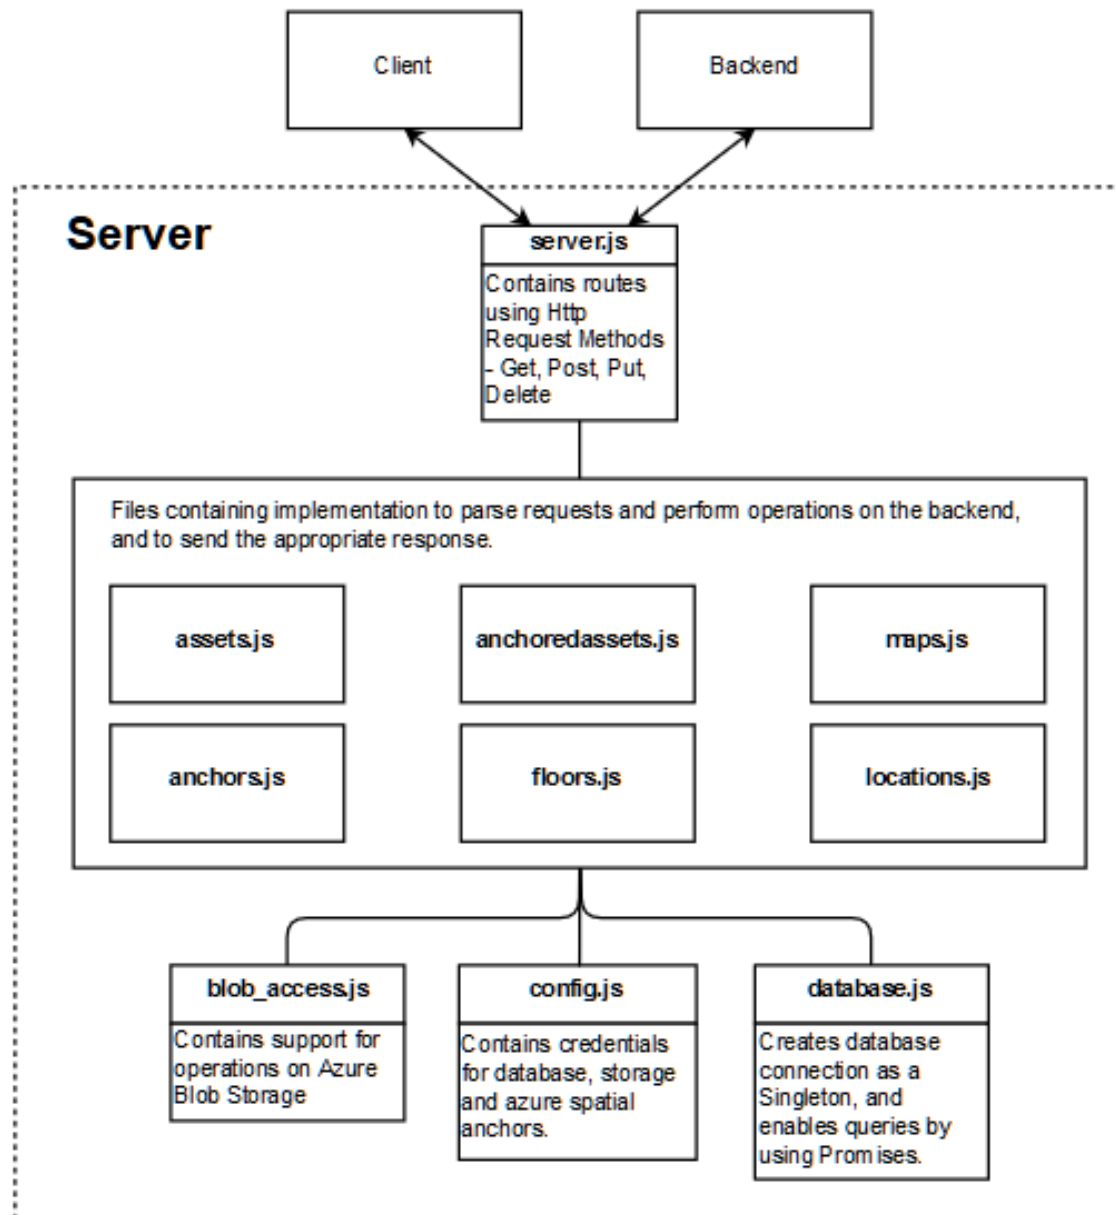 Client
Backend
Server
server.js
Contains routes
using Http
Request Methods
- Get, Post, Put,
Delete
Files containing implementation to parse requests and perform operations on the backend,
and to send the appropriate response.
assets.js
anchoredassets.js
maps.js
anchors.js
floors.js
locations.js
blob_access.js
Contains support for
operations on Azure
Blob Storage
config.js
Contains credentials
for database, storage
and azure spatial
anchors.
database.js
Creates database
connection as a
Singleton, and
enables queries by
using Promises.